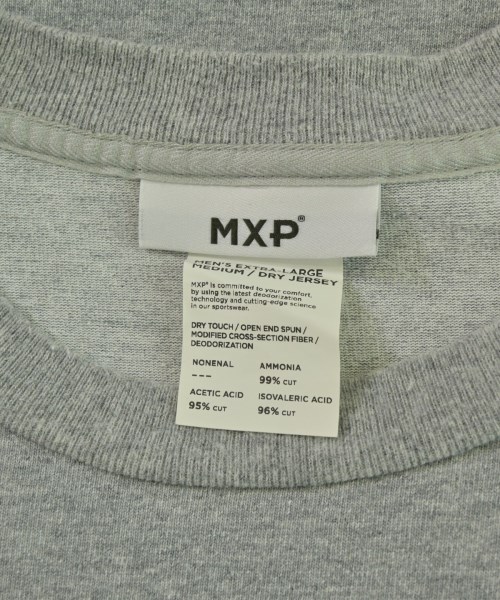 MXP®
MEN'S EXTRA-LARGE
MEDIUM / DRY JERSEY
MXP® is committed to your comfort,
by using the latest deodorization
technology and cutting-edge science
in our sportswear.
DRY TOUCH / OPEN END SPUN /
MODIFIED CROSS-SECTION FIBER /
DEODORIZATION
NONENAL AMMONIA
--- 99% CUT
ACETIC ACID ISOVALERIC ACID
95% CUT 96% CUT